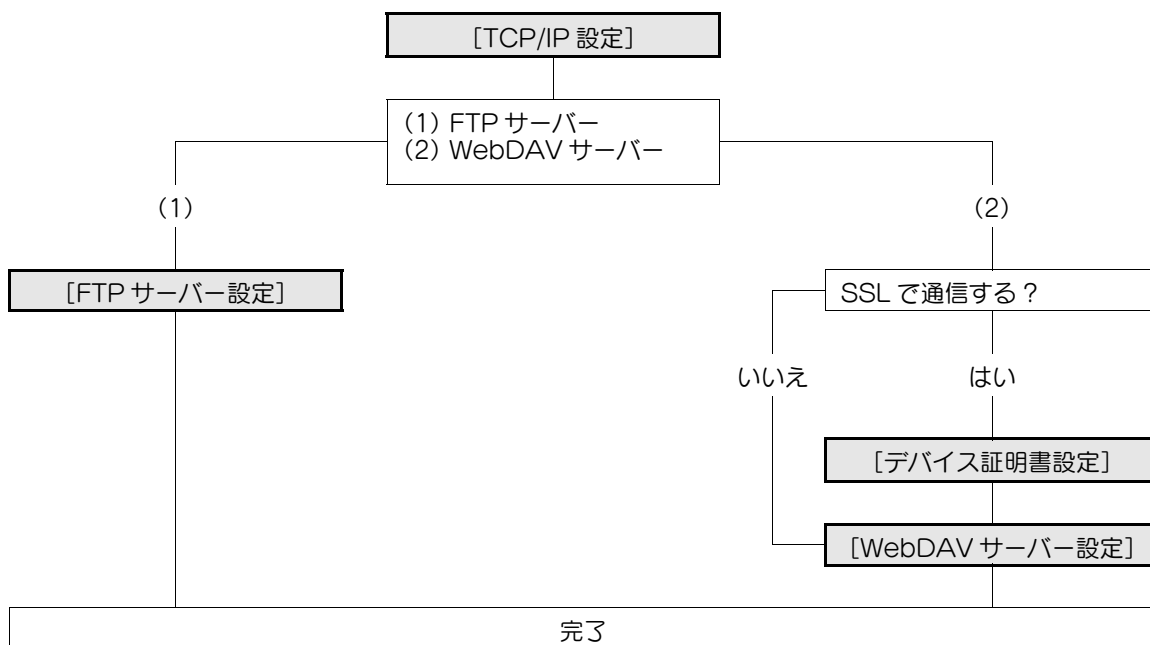 [TCP/IP 設定]
(1) FTP サーバー
(2) WebDAV サーバー
(1)
(2)
[FTP サーバー設定]
SSL で通信する?
いいえ
はい
[デバイス証明書設定]
[WebDAV サーバー設定]
完了